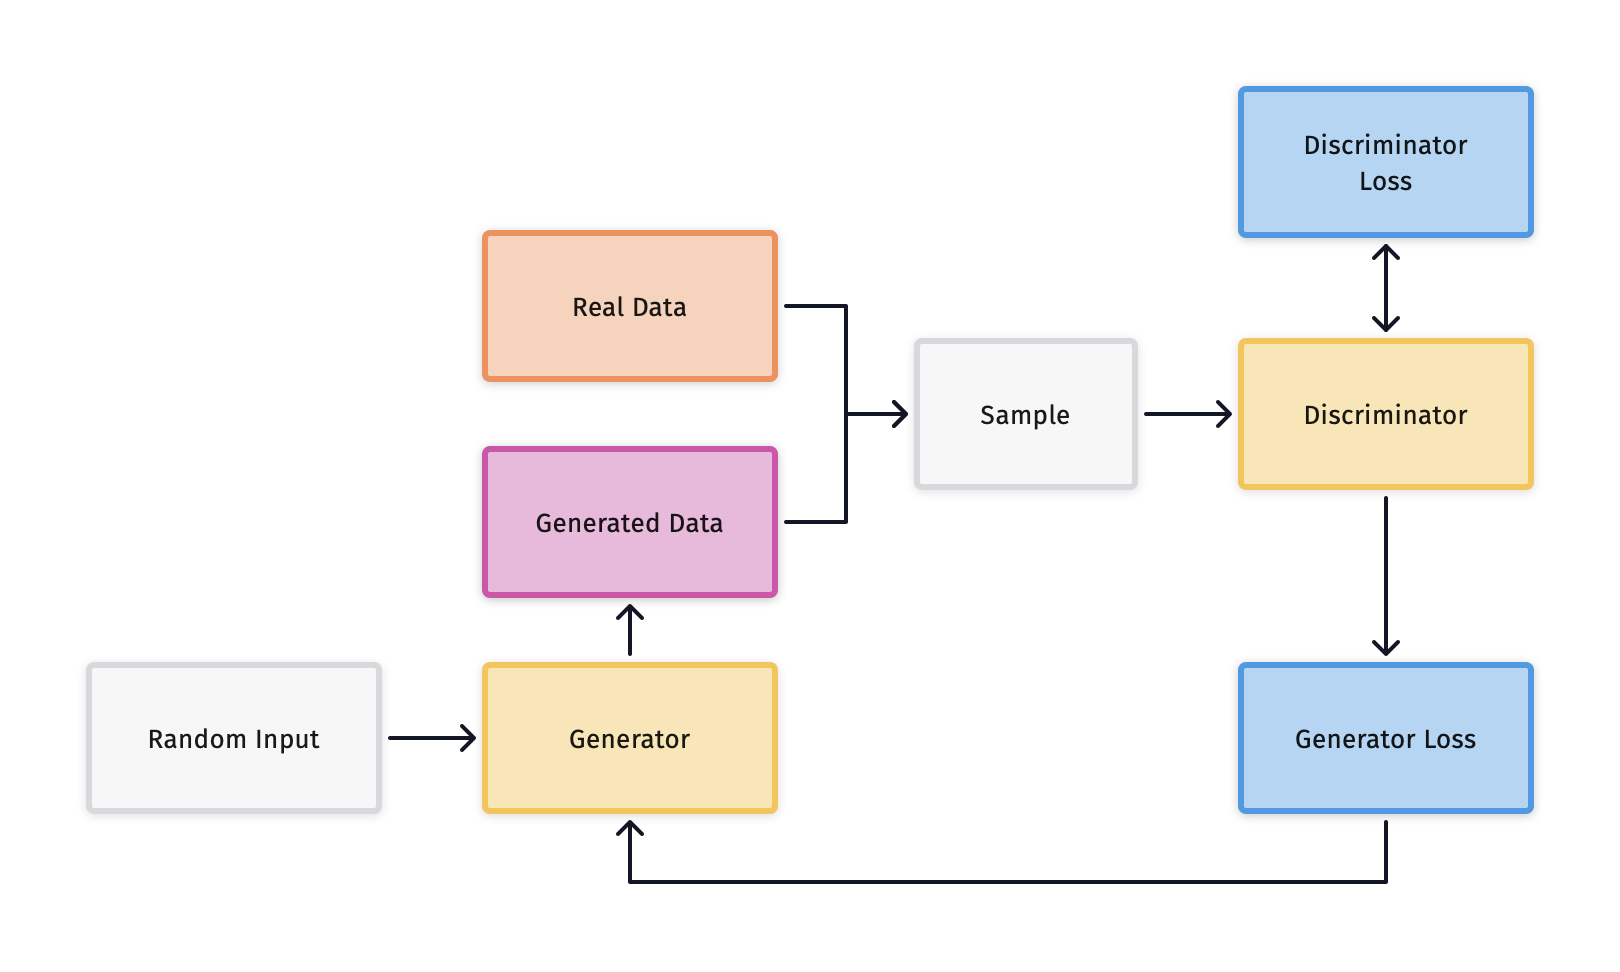 Discriminator
Loss
Real Data
Sample
Discriminator
Generated Data
Random Input
Generator
Generator Loss